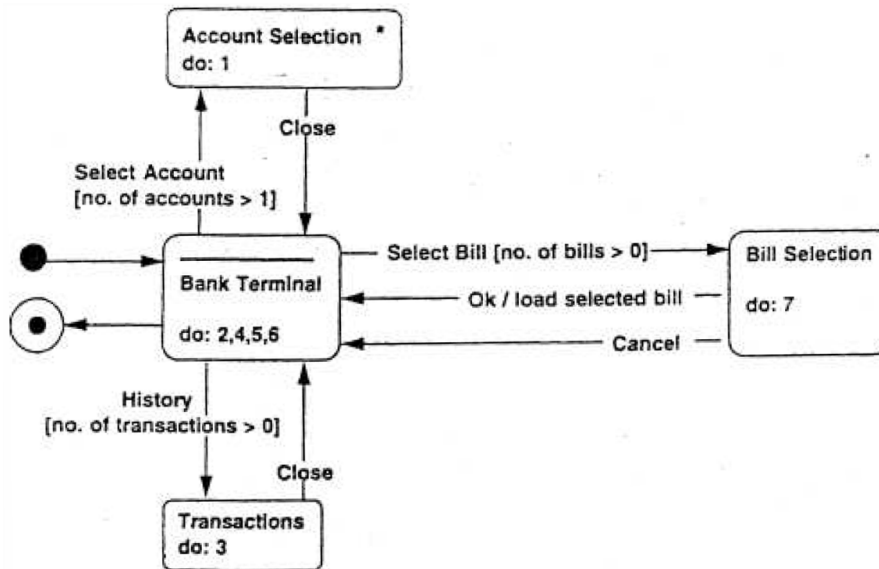 Account Selection *
do: 1
Close
Select Account
[no. of accounts > 1]
Bank Terminal
do: 2,4,5,6
Select Bill [no. of bills > 0]
Ok / load selected bill
Cancel
Bill Selection
do: 7
History
[no. of transactions > 0]
Close
Transactions
do: 3